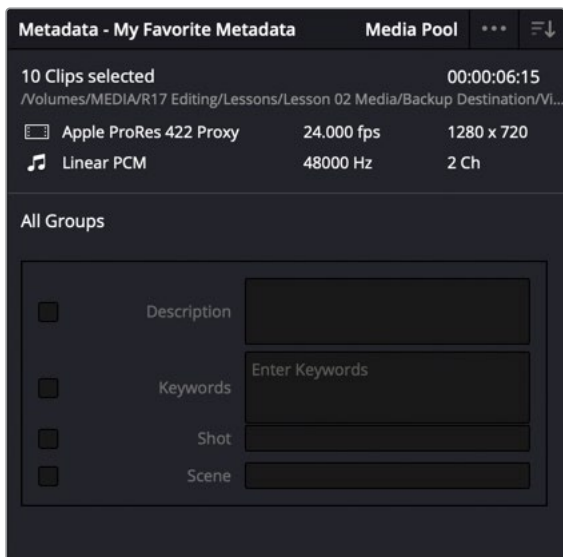 Metadata - My Favorite Metadata Media Pool •••
10 Clips selected 00:00:06:15
/Volumes/MEDIA/R17 Editing/Lessons/Lesson 02 Media/Backup Destination/Vi...
Apple ProRes 422 Proxy 24.000 fps 1280 x 720
Linear PCM 48000 Hz 2 Ch
All Groups
Description
Enter Keywords
Keywords
Shot
Scene